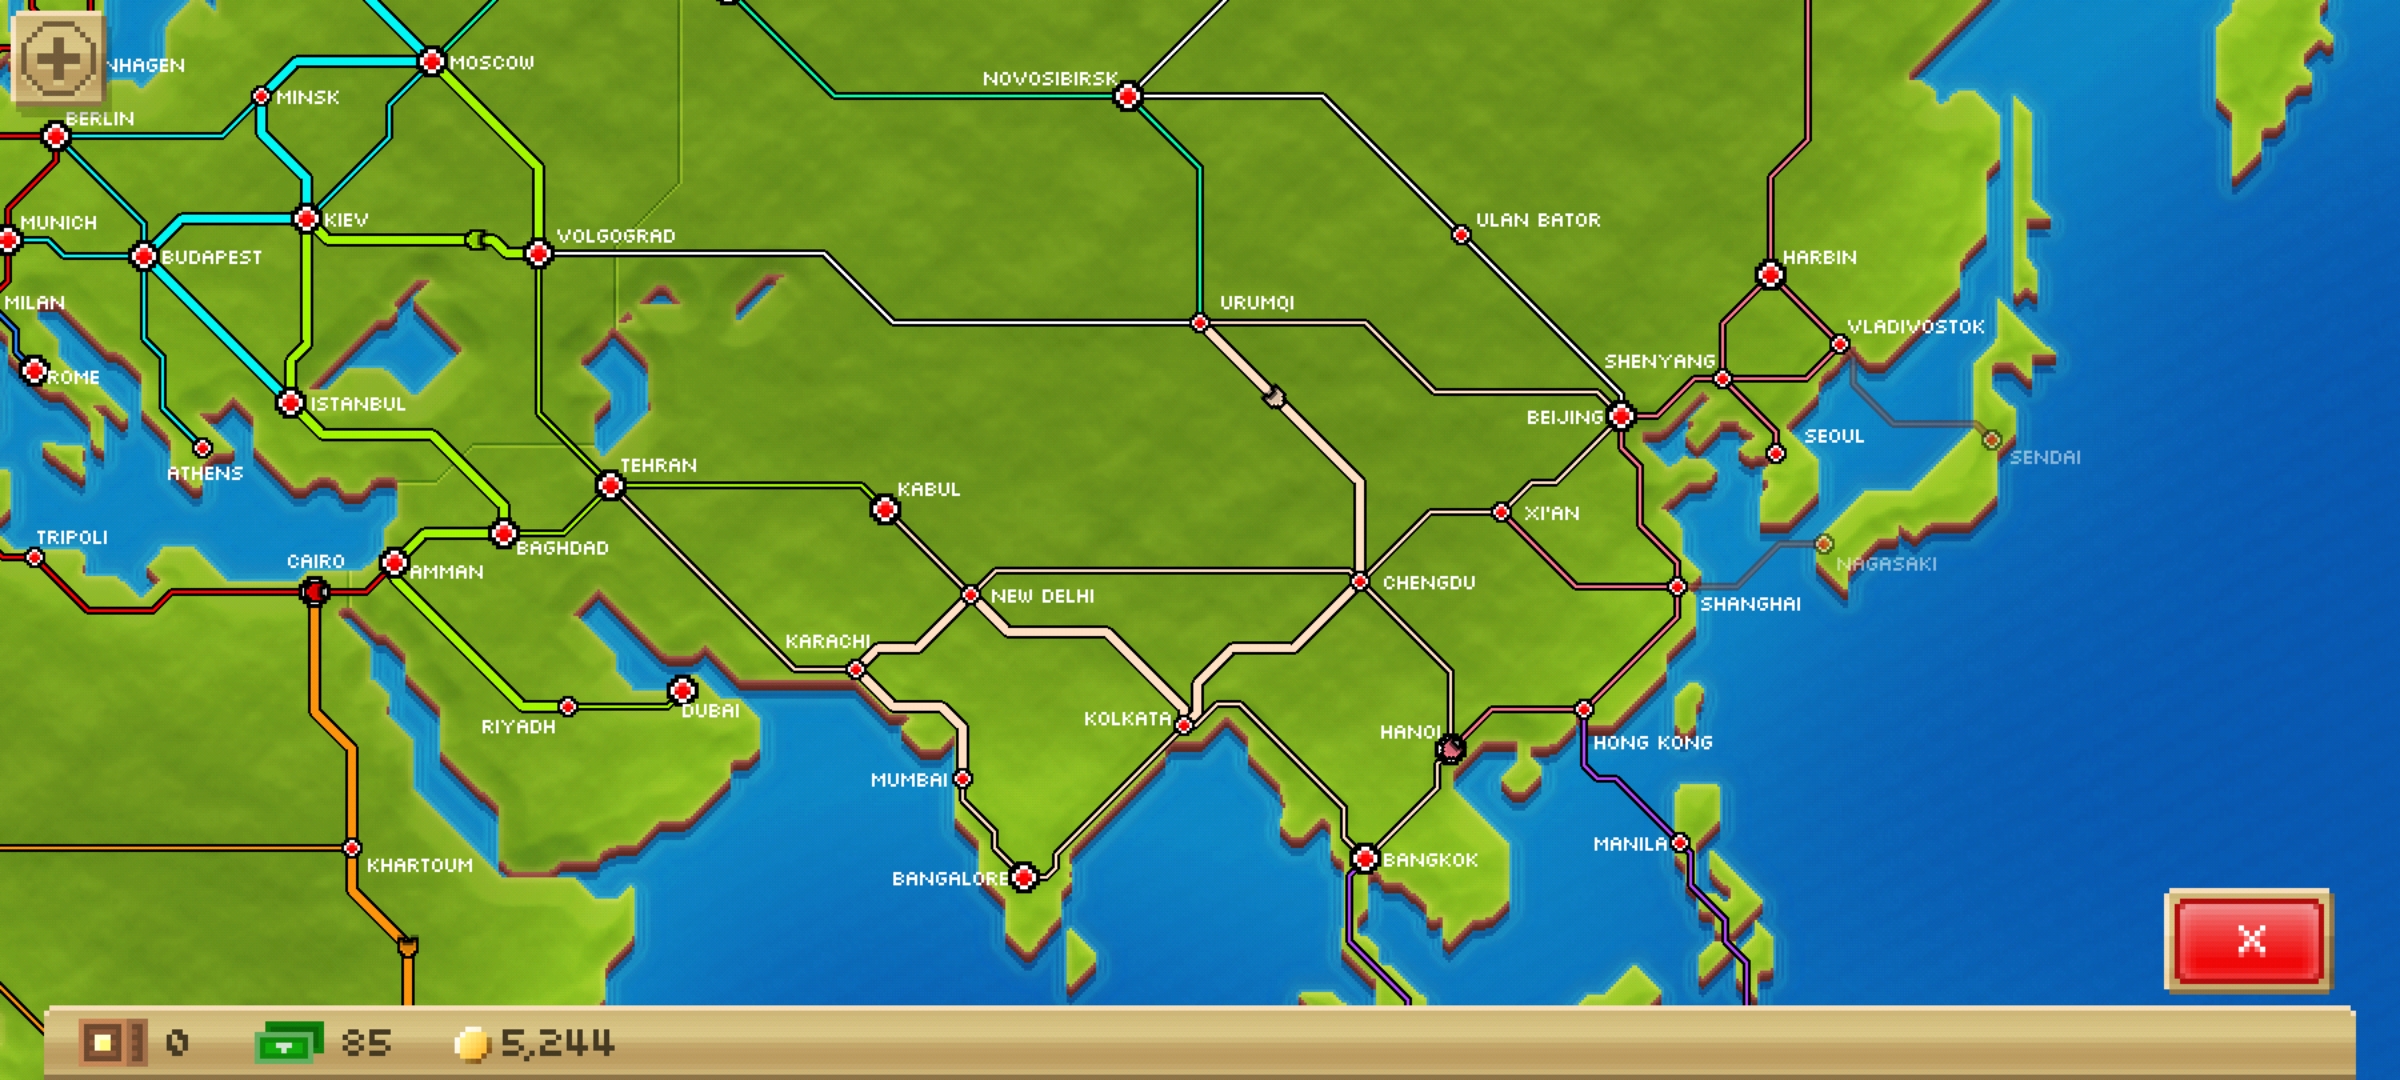 NHAGEN
MOSCOW
NOVOSIBIRSK
MINSK
BERLIN
MUNICH
KIEV
ULAN BATOR
VOLGOGRAD
BUDAPEST
HARBIN
MILAN
URUMQI
VLADIVOSTOK
SHENYANG
ROME
ISTANBUL
BEIJING
SEOUL
ATHENS
TEHRAN
SENDAI
KABUL
XI'AN
TRIPOLI
CAIRO
BAGHDAD
AMMAN
NAGASAKI
CHENGDU
NEW DELHI
SHANGHAI
KARACHI
DUBAI
RIYADH
KOLKATA
HANOI
HONG KONG
MUMBAI
MANILA
KHARTOUM
BANGKOK
BANGALORE
X
0 85 5,244